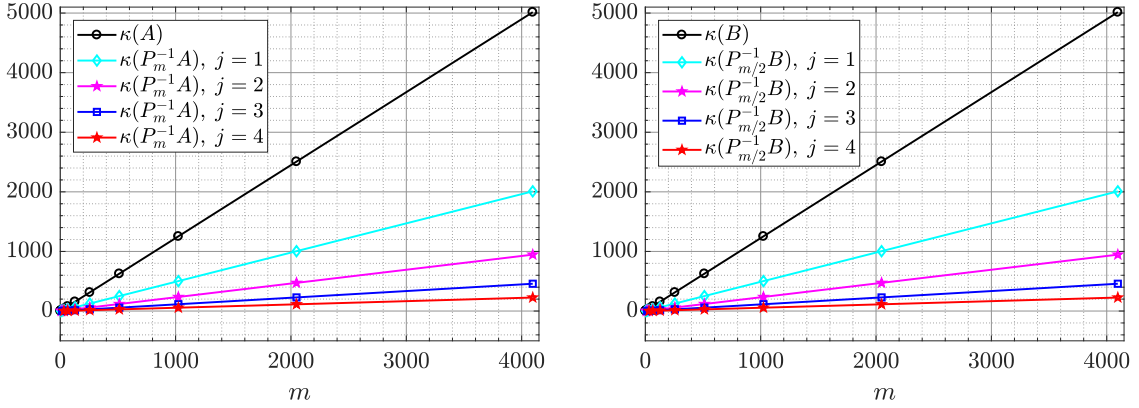 5000
4000
3000
2000
1000
0
κ(A)
κ(P_m^{-1}A), j = 1
κ(P_m^{-1}A), j = 2
κ(P_m^{-1}A), j = 3
κ(P_m^{-1}A), j = 4
0 1000 2000 3000 4000
m
5000
4000
3000
2000
1000
0
κ(B)
κ(P_{m/2}^{-1}B), j = 1
κ(P_{m/2}^{-1}B), j = 2
κ(P_{m/2}^{-1}B), j = 3
κ(P_{m/2}^{-1}B), j = 4
0 1000 2000 3000 4000
m